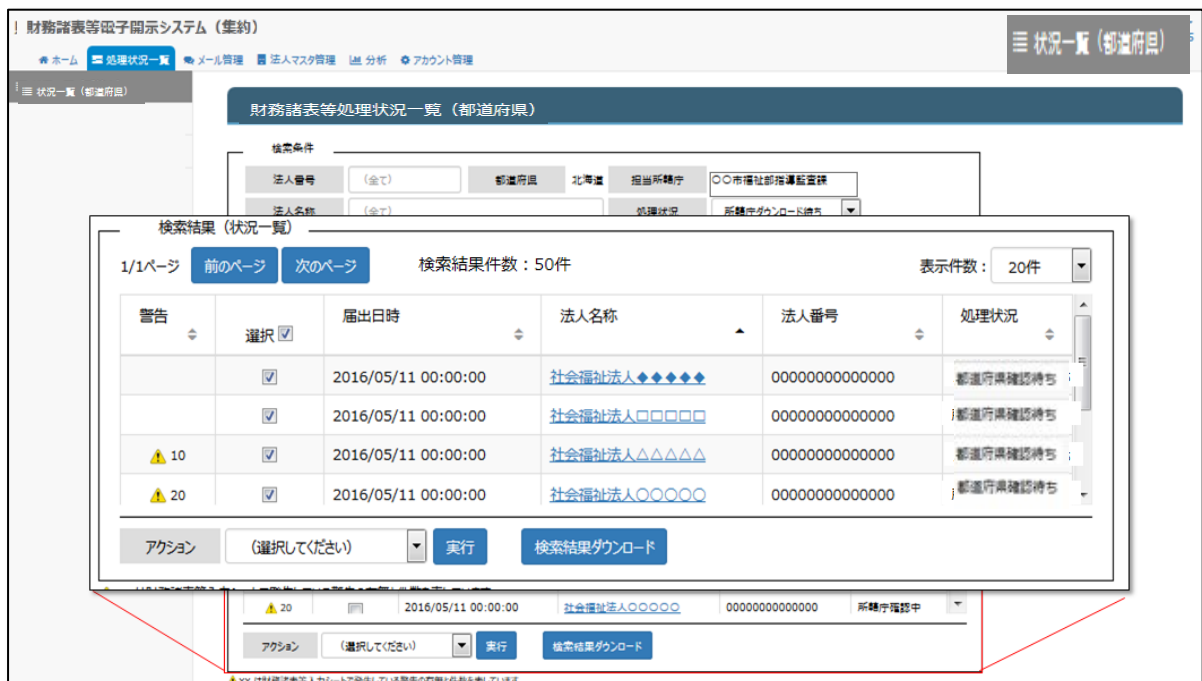 財務諸表等電子開示システム（集約）
状況一覧（都道府県）
ホーム 処理状況一覧 メール管理 法人マスタ管理 分析 アカウント管理
状況一覧（都道府県）
財務諸表等処理状況一覧（都道府県）
検索条件
法人番号 （全て） 都道府県 北海道 担当所轄庁 〇〇市福祉部指導監査課
法人名称 （全て） 処理状況 所轄庁ダウンロード待ち
検索結果（状況一覧）
1/1ページ 前のページ 次のページ 検索結果件数：50件 表示件数： 20件
警告 選択 届出日時 法人名称 法人番号 処理状況
2016/05/11 00:00:00 社会福祉法人◆◆◆◆◆ 00000000000000 都道府県確認待ち
2016/05/11 00:00:00 社会福祉法人□□□□□ 00000000000000 都道府県確認待ち
10 2016/05/11 00:00:00 社会福祉法人△△△△△ 00000000000000 都道府県確認待ち
20 2016/05/11 00:00:00 社会福祉法人○○○○○ 00000000000000 都道府県確認待ち
アクション （選択してください） 実行 検索結果ダウンロード
20 2016/05/11 00:00:00 社会福祉法人○○○○○ 00000000000000 所轄庁確認中
アクション （選択してください） 実行 検索結果ダウンロード